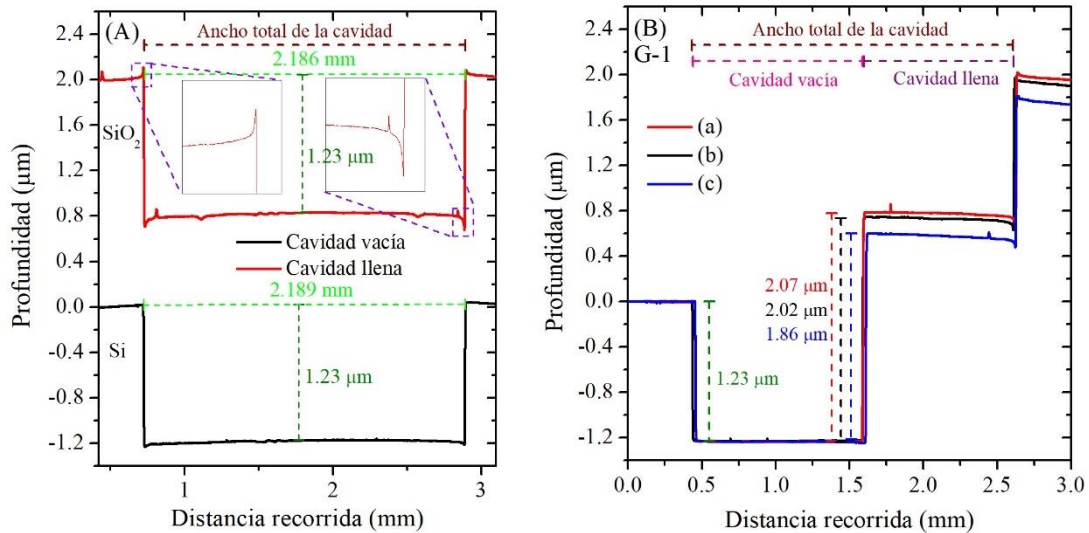 (A)
Ancho total de la cavidad
2.186 mm
SiO2
1.23 μm
Cavidad vacía
Cavidad llena
2.189 mm
Si
1.23 μm
2.4
2.0
1.6
1.2
0.8
0.4
0.0
-0.4
-0.8
-1.2
Profundidad (μm)
1
2
3
Distancia recorrida (mm)
(B)
G-1
Ancho total de la cavidad
Cavidad vacía
Cavidad llena
(a)
(b)
(c)
2.07 μm
2.02 μm
1.86 μm
1.23 μm
2.4
2.0
1.6
1.2
0.8
0.4
0.0
-0.4
-0.8
-1.2
Profundidad (μm)
0.0
0.5
1.0
1.5
2.0
2.5
3.0
Distancia recorrida (mm)